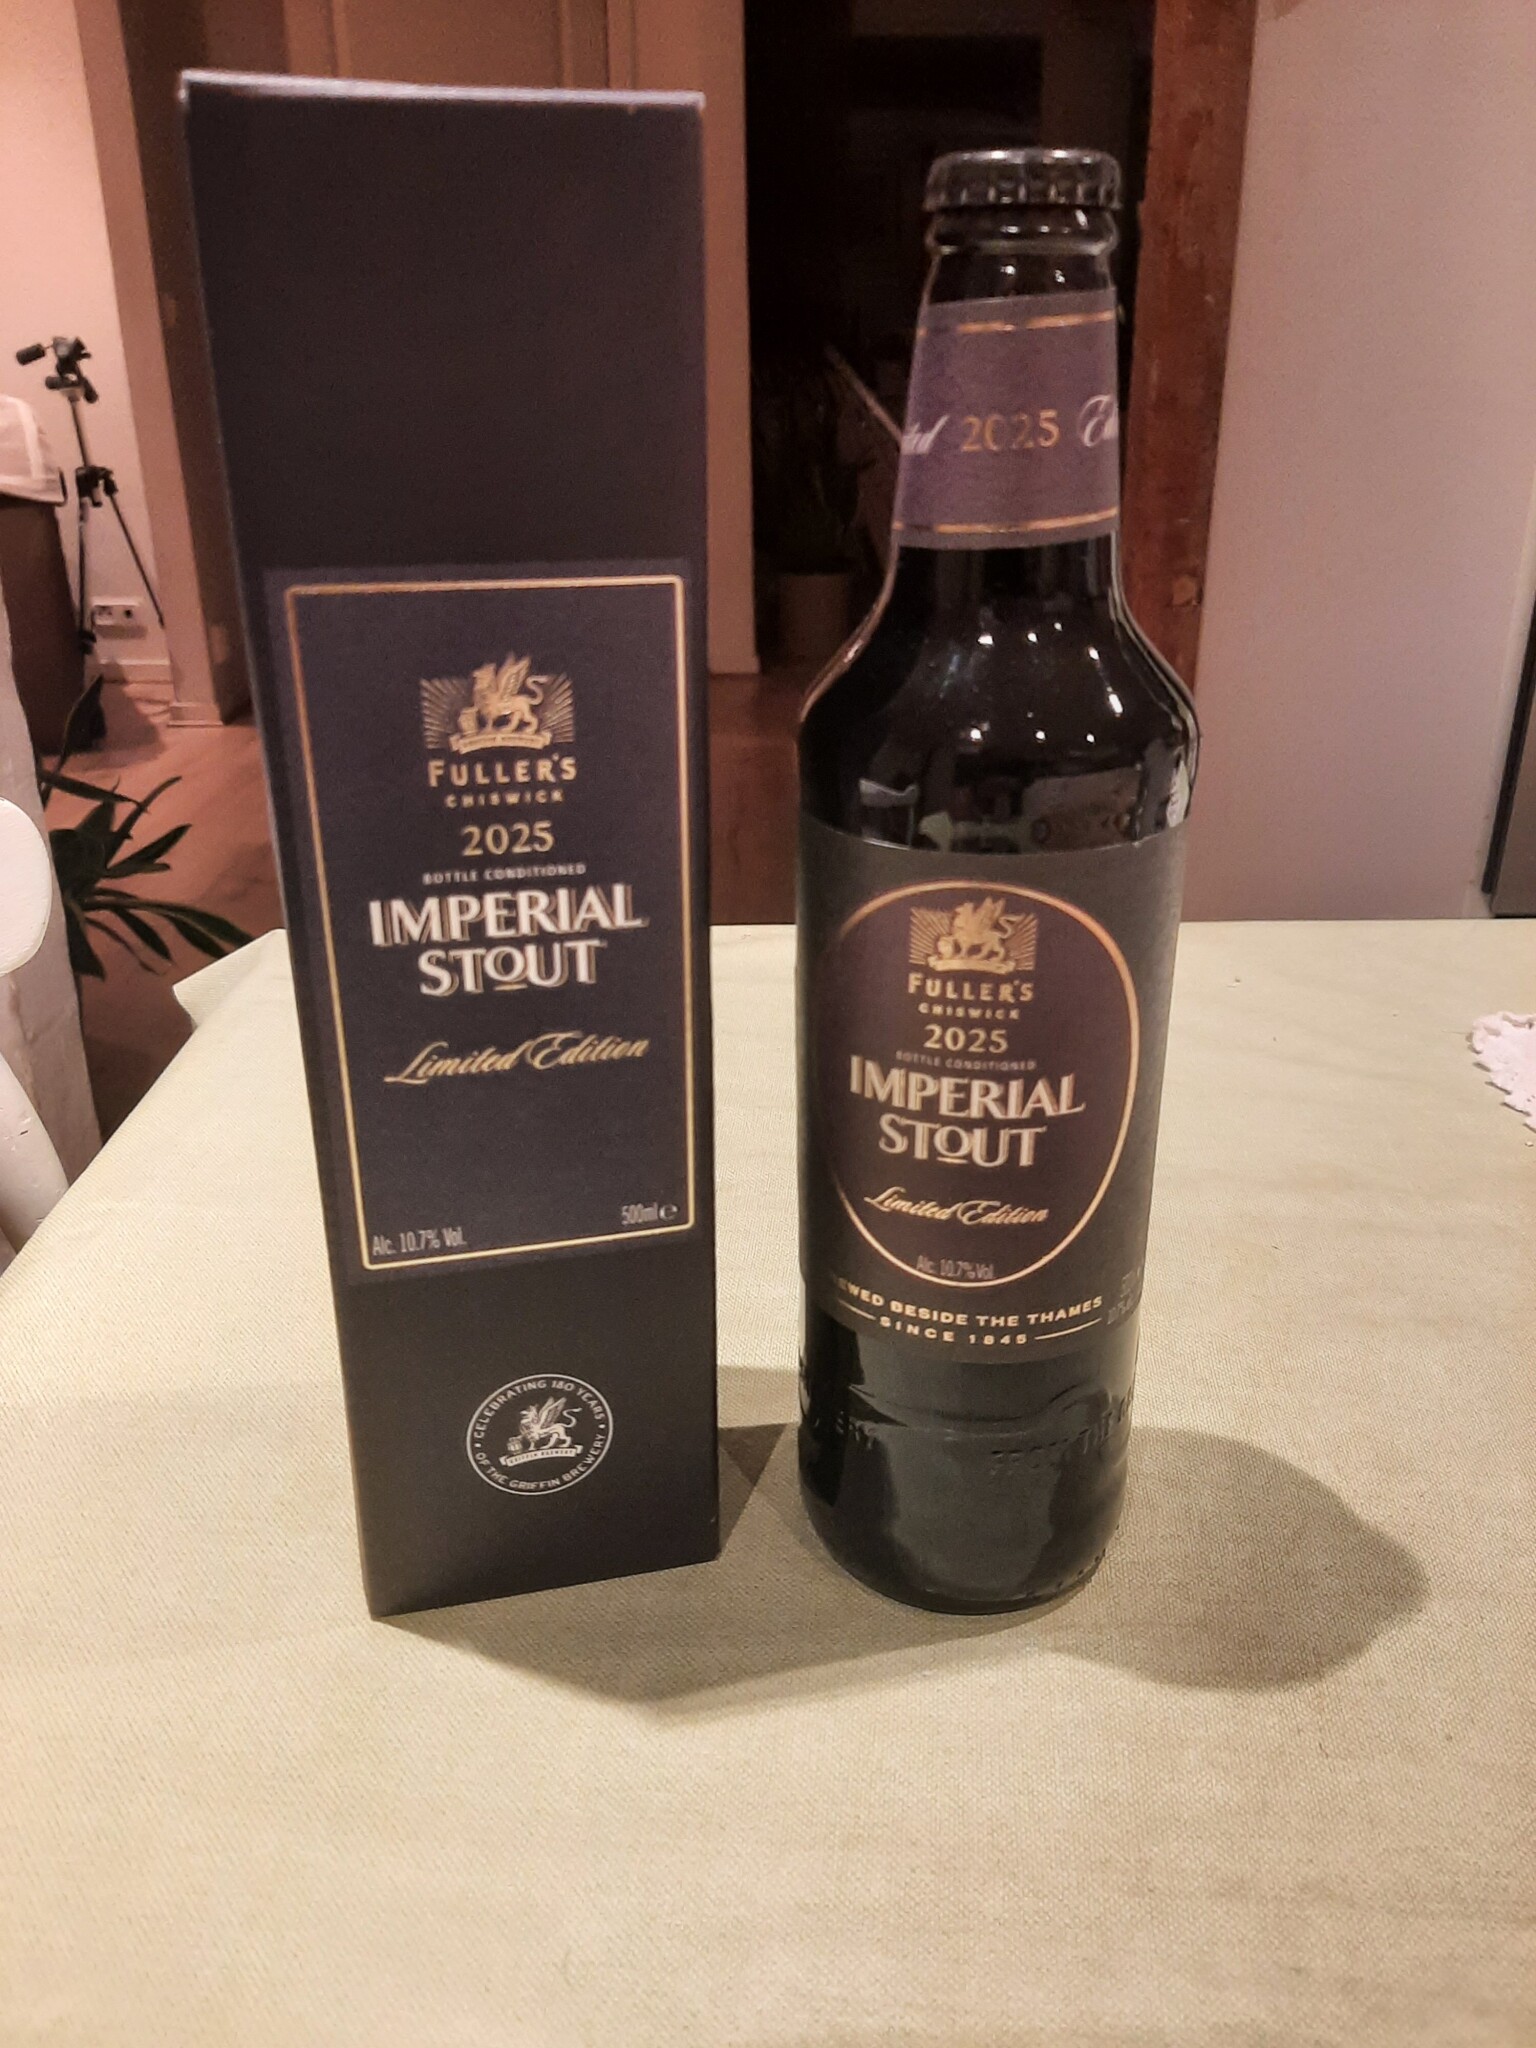 FULLER'S
CHISWICK
2025
BOTTLE CONDITIONED
IMPERIAL
STOUT
Limited Edition
Alc. 10.7% Vol.
500ml e
CELEBRATING 180 YEARS
OF THE GRIFFIN BREWERY
GRIFFIN BREWERY
2025
FULLER'S
CHISWICK
2025
BOTTLE CONDITIONED
IMPERIAL
STOUT
Limited Edition
Alc. 10.7% Vol
BESIDE THE THAMES
SINCE 1845